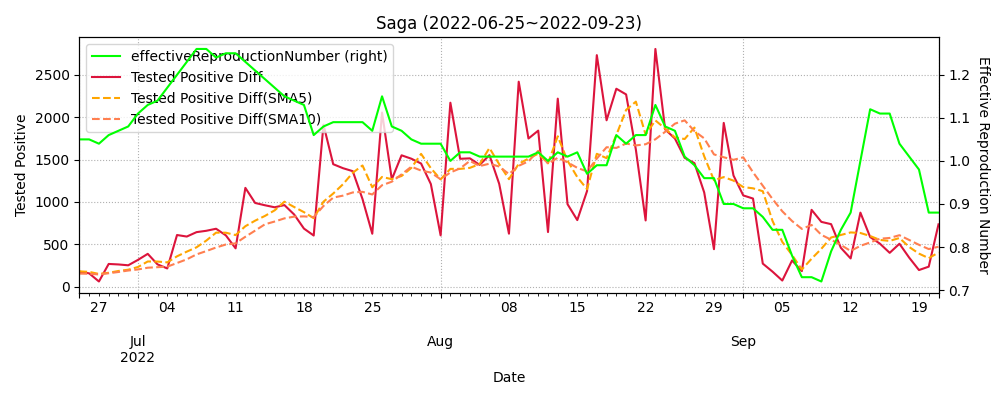 Saga (2022-06-25~2022-09-23)
effectiveReproductionNumber (right)
Tested Positive Diff
Tested Positive Diff(SMA5)
Tested Positive Diff(SMA10)
Tested Positive
0
500
1000
1500
2000
2500
Effective Reproduction Number
0.7
0.8
0.9
1.0
1.1
1.2
27 04 11 18 25 08 15 22 29 05 12 19
Jul Aug Sep
2022
Date